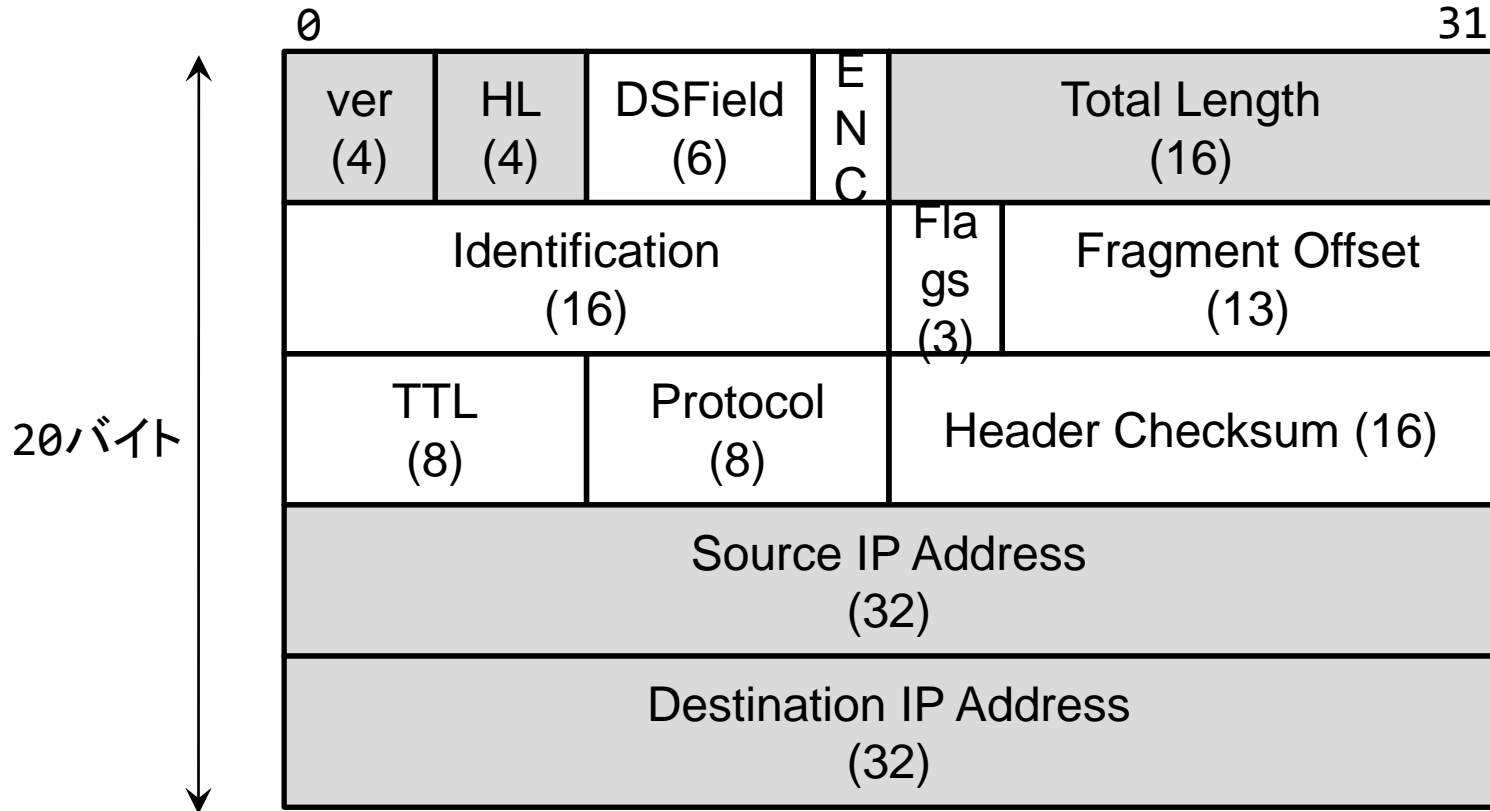 0
31
ver
(4)
HL
(4)
DSField
(6)
E
N
C
Total Length
(16)
Identification
(16)
Fla
gs
(3)
Fragment Offset
(13)
20バイト
TTL
(8)
Protocol
(8)
Header Checksum (16)
Source IP Address
(32)
Destination IP Address
(32)